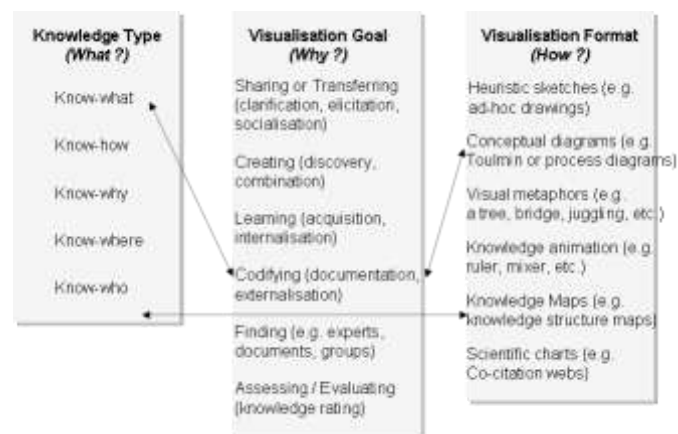 Knowledge Type
(What ?)
Know-what
Know-how
Know-why
Know-where
Know-who
Visualisation Goal
(Why ?)
Sharing or Transferring
(clarification, elicitation,
socialisation)
Creating (discovery,
combination)
Learning (acquisition,
internalisation)
Codifying (documentation,
externalisation)
Finding (e.g. experts,
documents, groups)
Assessing / Evaluating
(knowledge rating)
Visualisation Format
(How ?)
Heuristic sketches (e.g.
ad-hoc drawings)
Conceptual diagrams (e.g.
Toulmin or process diagrams)
Visual metaphors (e.g.
a tree, bridge, juggling, etc.)
Knowledge animation (e.g.
ruler, mixer, etc.)
Knowledge Maps (e.g.
knowledge structure maps)
Scientific charts (e.g.
Co-citation webs)